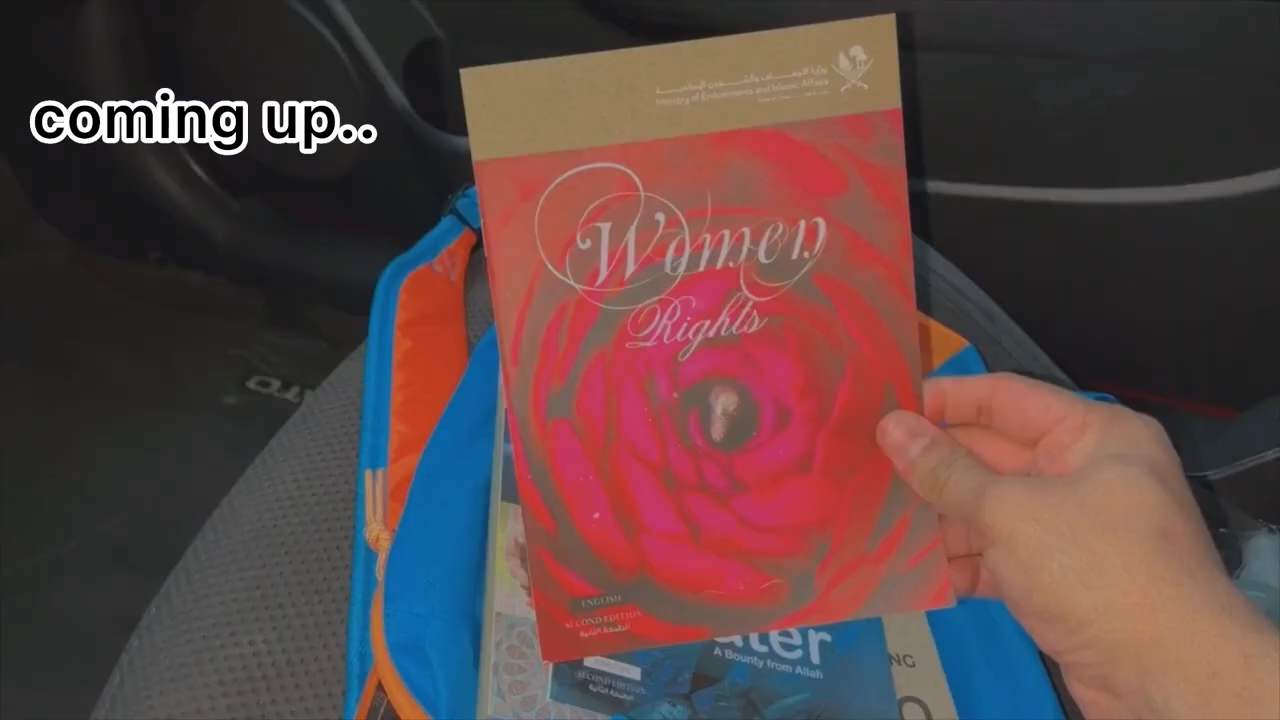 coming up..
وزارة الأوقاف والشؤون الإسلامية
Ministry of Endowments and Islamic Affairs
Women
Rights
ENGLISH
SECOND EDITION
الطبعة الثانية
ater
A Bounty from Allah
NG
SECOND EDITION
الطبعة الثانية